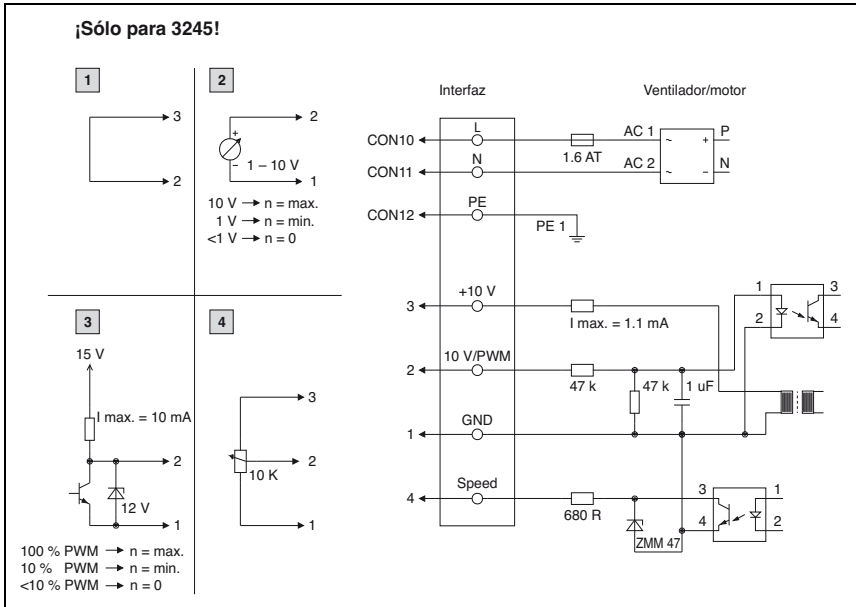 ¡Sólo para 3245!
1
3
2
2
2
+
−
1 – 10 V
1
10 V → n = max.
1 V → n = min.
<1 V → n = 0
3
15 V
I max. = 10 mA
2
12 V
1
100 % PWM → n = max.
10 % PWM → n = min.
<10 % PWM → n = 0
4
3
2
10 K
1
Interfaz
Ventilador/motor
CON10
L
1.6 AT
AC 1
~
+
P
CON11
N
AC 2
~
−
N
CON12
PE
PE 1
3
+10 V
I max. = 1.1 mA
1
2
3
4
2
10 V/PWM
47 k
47 k
1 uF
1
GND
4
Speed
680 R
ZMM 47
3
4
1
2